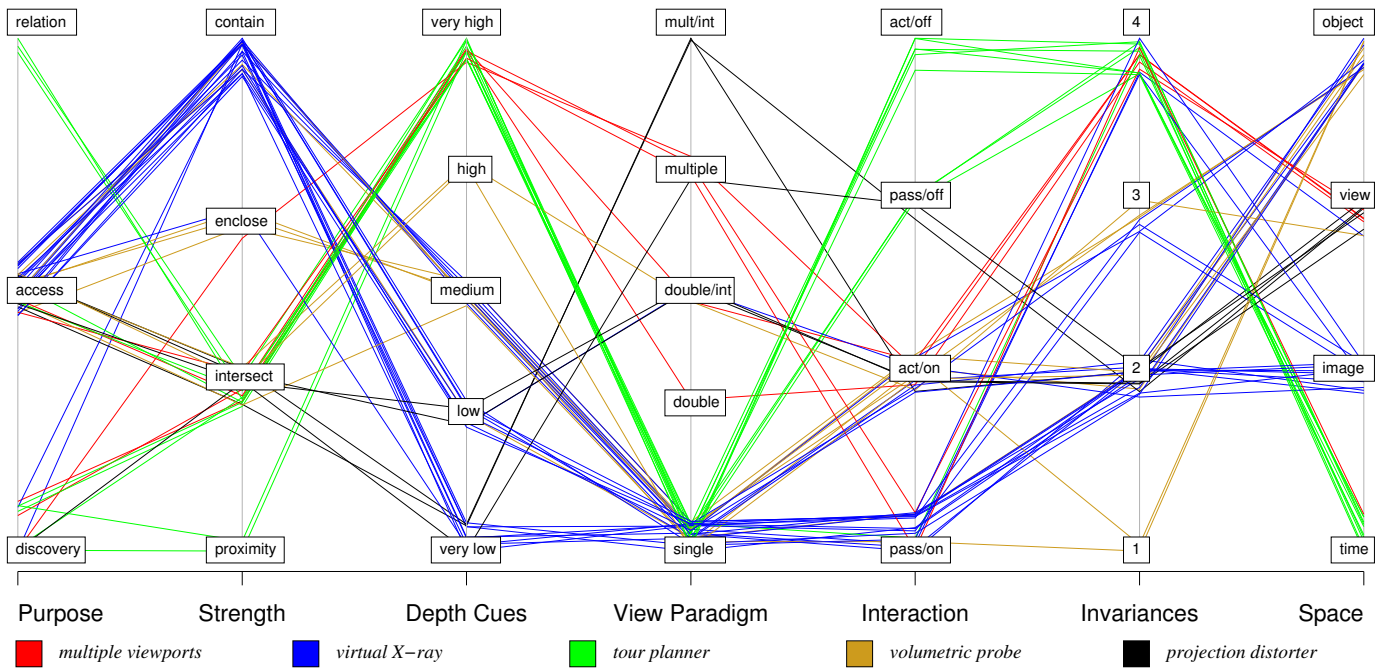 relation contain very high mult/int act/off 4 object
high multiple pass/off 3 view
enclose
access medium double/int
intersect act/on 2 image
low double
discovery proximity very low single pass/on 1 time
Purpose Strength Depth Cues View Paradigm Interaction Invariances Space
multiple viewports virtual X−ray tour planner volumetric probe projection distorter